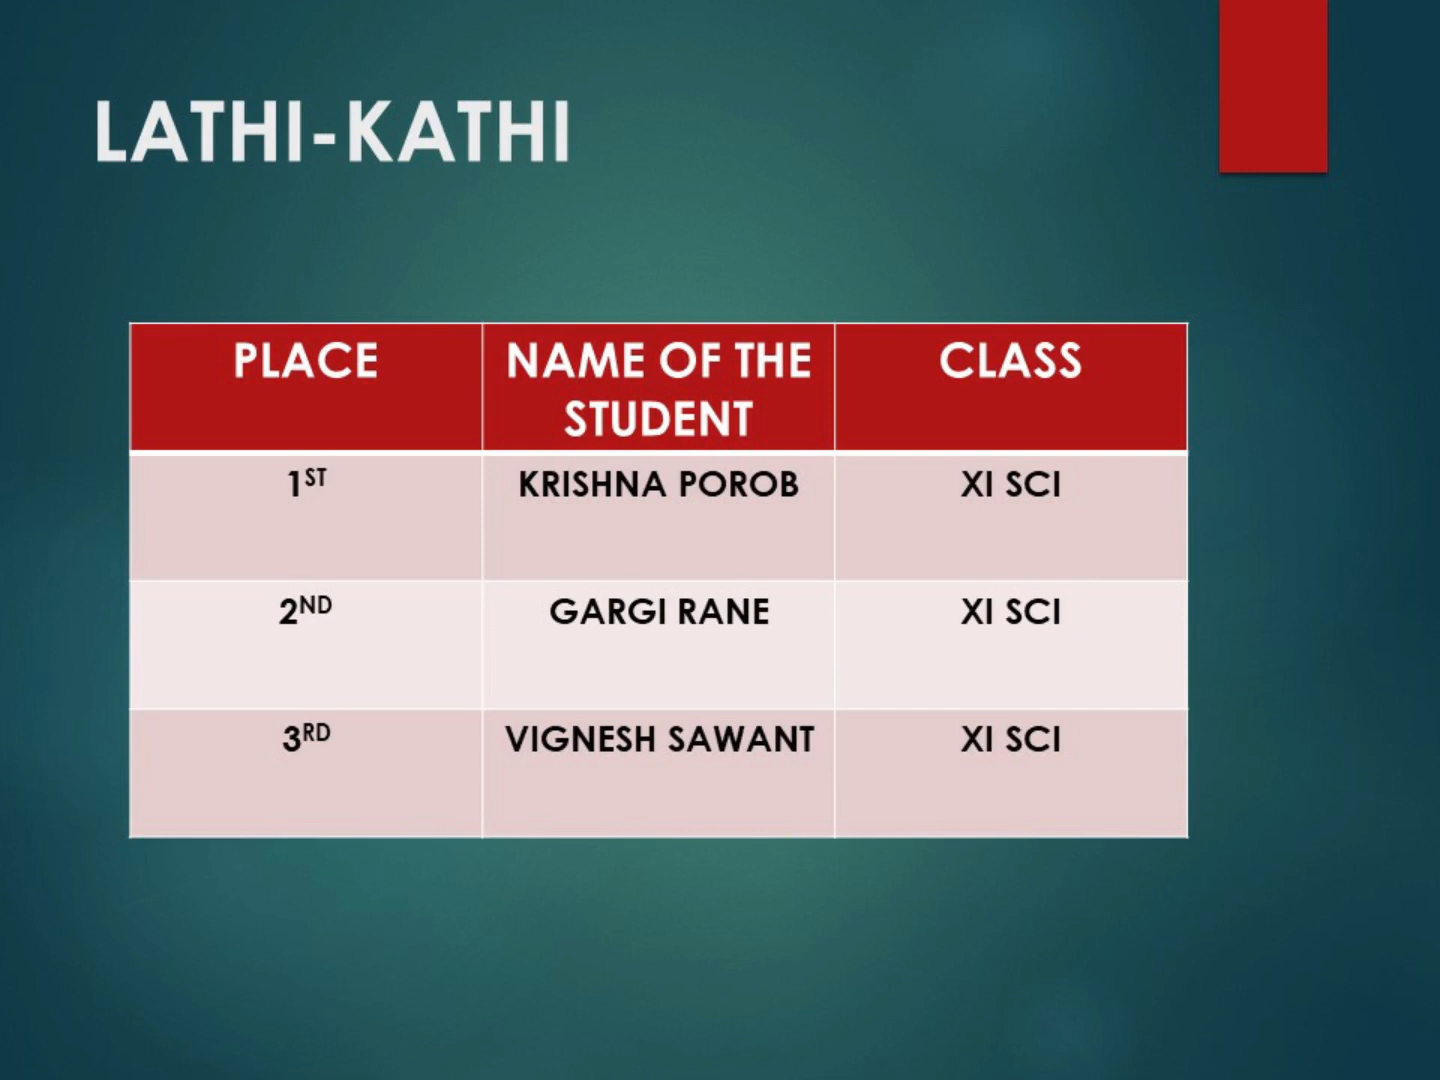 LATHI-KATHI
PLACE NAME OF THE STUDENT CLASS
1ST KRISHNA POROB XI SCI
2ND GARGI RANE XI SCI
3RD VIGNESH SAWANT XI SCI